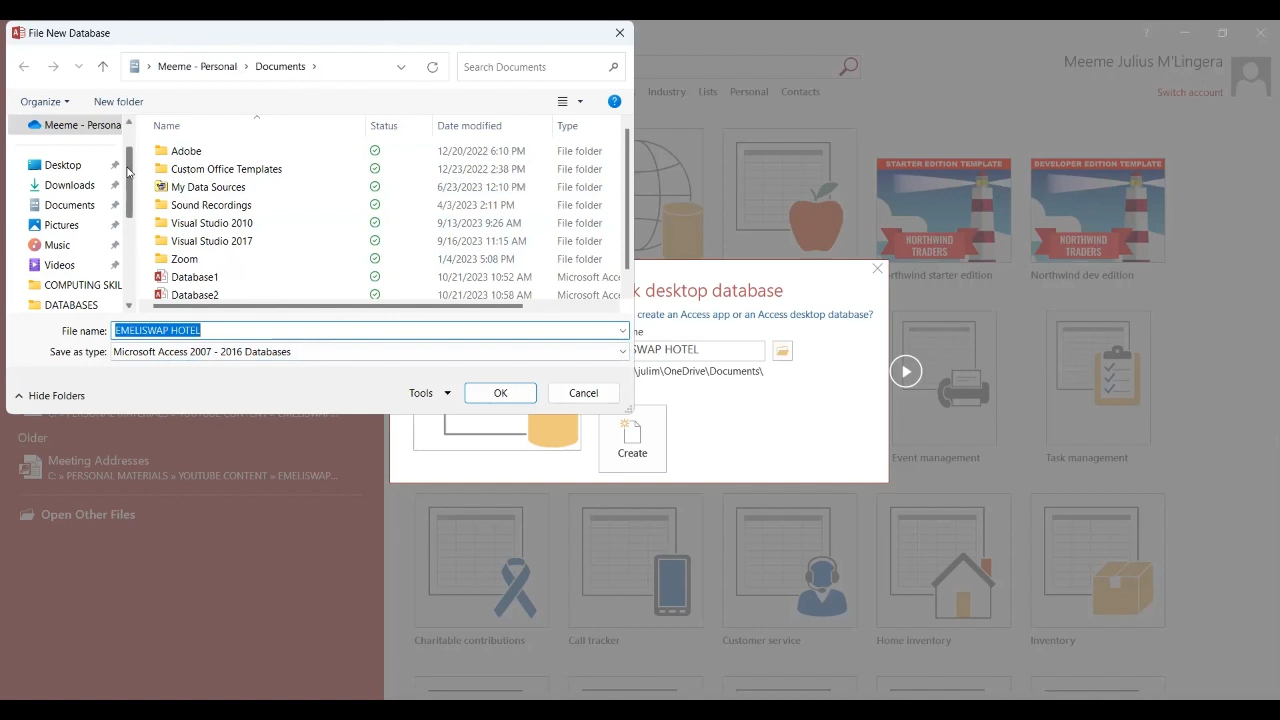 File New Database
Meeme - Personal > Documents >
Search Documents
Organize
New folder
Meeme - Persona
Desktop
Downloads
Documents
Pictures
Music
Videos
COMPUTING SKIL
DATABASES
Name
Status
Date modified
Type
Adobe 12/20/2022 6:10 PM File folder
Custom Office Templates 12/23/2022 2:38 PM File folder
My Data Sources 6/23/2023 12:10 PM File folder
Sound Recordings 4/3/2023 2:11 PM File folder
Visual Studio 2010 9/13/2023 9:26 AM File folder
Visual Studio 2017 9/16/2023 11:15 AM File folder
Zoom 1/4/2023 5:08 PM File folder
Database1 10/21/2023 10:52 AM Microsoft Acce
Database2 10/21/2023 10:58 AM Microsoft Acce
File name: EMELISWAP HOTEL
Save as type: Microsoft Access 2007 - 2016 Databases
Hide Folders
Tools
OK
Cancel
Meeme Julius M'Lingera
Switch account
Industry Lists Personal Contacts
STARTER EDITION TEMPLATE
NORTHWIND
TRADERS
rthwind starter edition
DEVELOPER EDITION TEMPLATE
NORTHWIND
TRADERS
Northwind dev edition
k desktop database
create an Access app or an Access desktop database?
me
SWAP HOTEL
\julim\OneDrive\Documents\
Create
Event management
Task management
C: » PERSONAL MATERIALS » YOUTUBE CONTENT » EMELISWAP...
Older
Meeting Addresses
C: » PERSONAL MATERIALS » YOUTUBE CONTENT » EMELISWAP...
Open Other Files
Charitable contributions
Call tracker
Customer service
Home inventory
Inventory